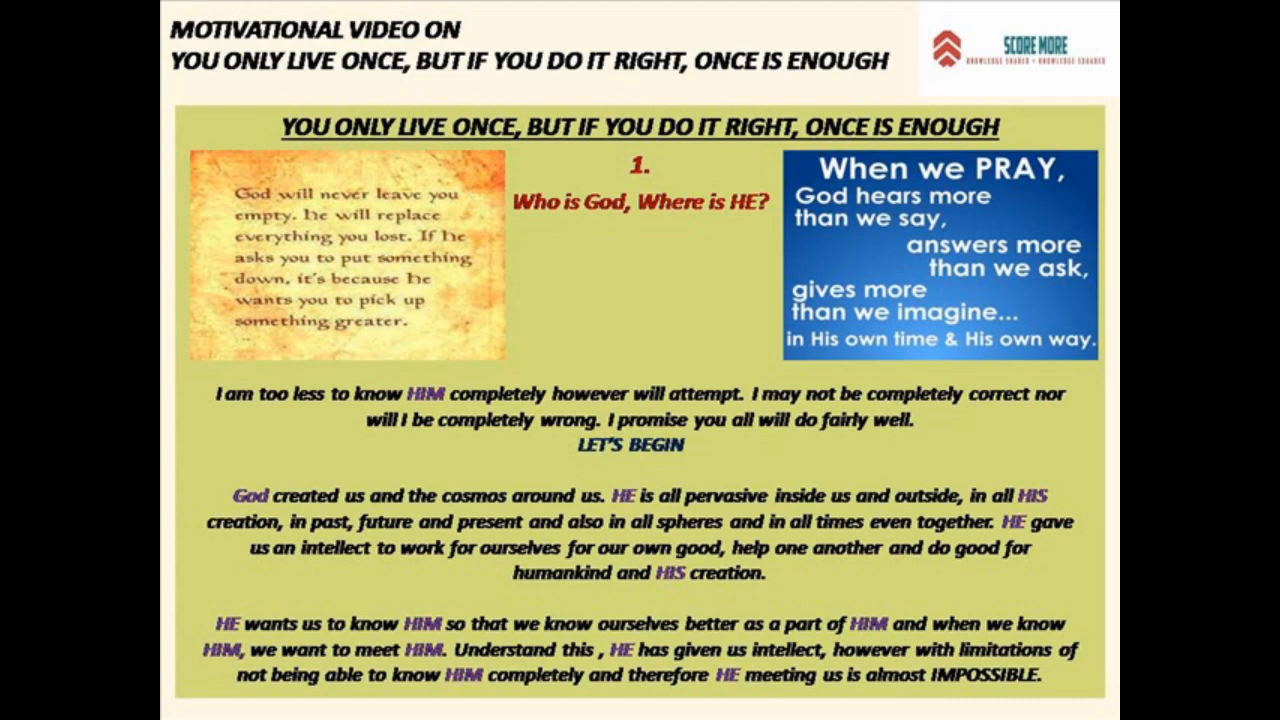 MOTIVATIONAL VIDEO ON
YOU ONLY LIVE ONCE, BUT IF YOU DO IT RIGHT, ONCE IS ENOUGH
SCORE MORE
KNOWLEDGE SHARED = KNOWLEDGE SQUARED
YOU ONLY LIVE ONCE, BUT IF YOU DO IT RIGHT, ONCE IS ENOUGH
God will never leave you
empty. he will replace
everything you lost. If he
asks you to put something
down, it's because he
wants you to pick up
something greater.
1.
Who is God, Where is HE?
When we PRAY,
God hears more
than we say,
answers more
than we ask,
gives more
than we imagine...
in His own time & His own way.
I am too less to know HIM completely however will attempt. I may not be completely correct nor
will I be completely wrong. I promise you all will do fairly well.
LET'S BEGIN
God created us and the cosmos around us. HE is all pervasive inside us and outside, in all HIS
creation, in past, future and present and also in all spheres and in all times even together. HE gave
us an intellect to work for ourselves for our own good, help one another and do good for
humankind and HIS creation.
HE wants us to know HIM so that we know ourselves better as a part of HIM and when we know
HIM, we want to meet HIM. Understand this , HE has given us intellect, however with limitations of
not being able to know HIM completely and therefore HE meeting us is almost IMPOSSIBLE.